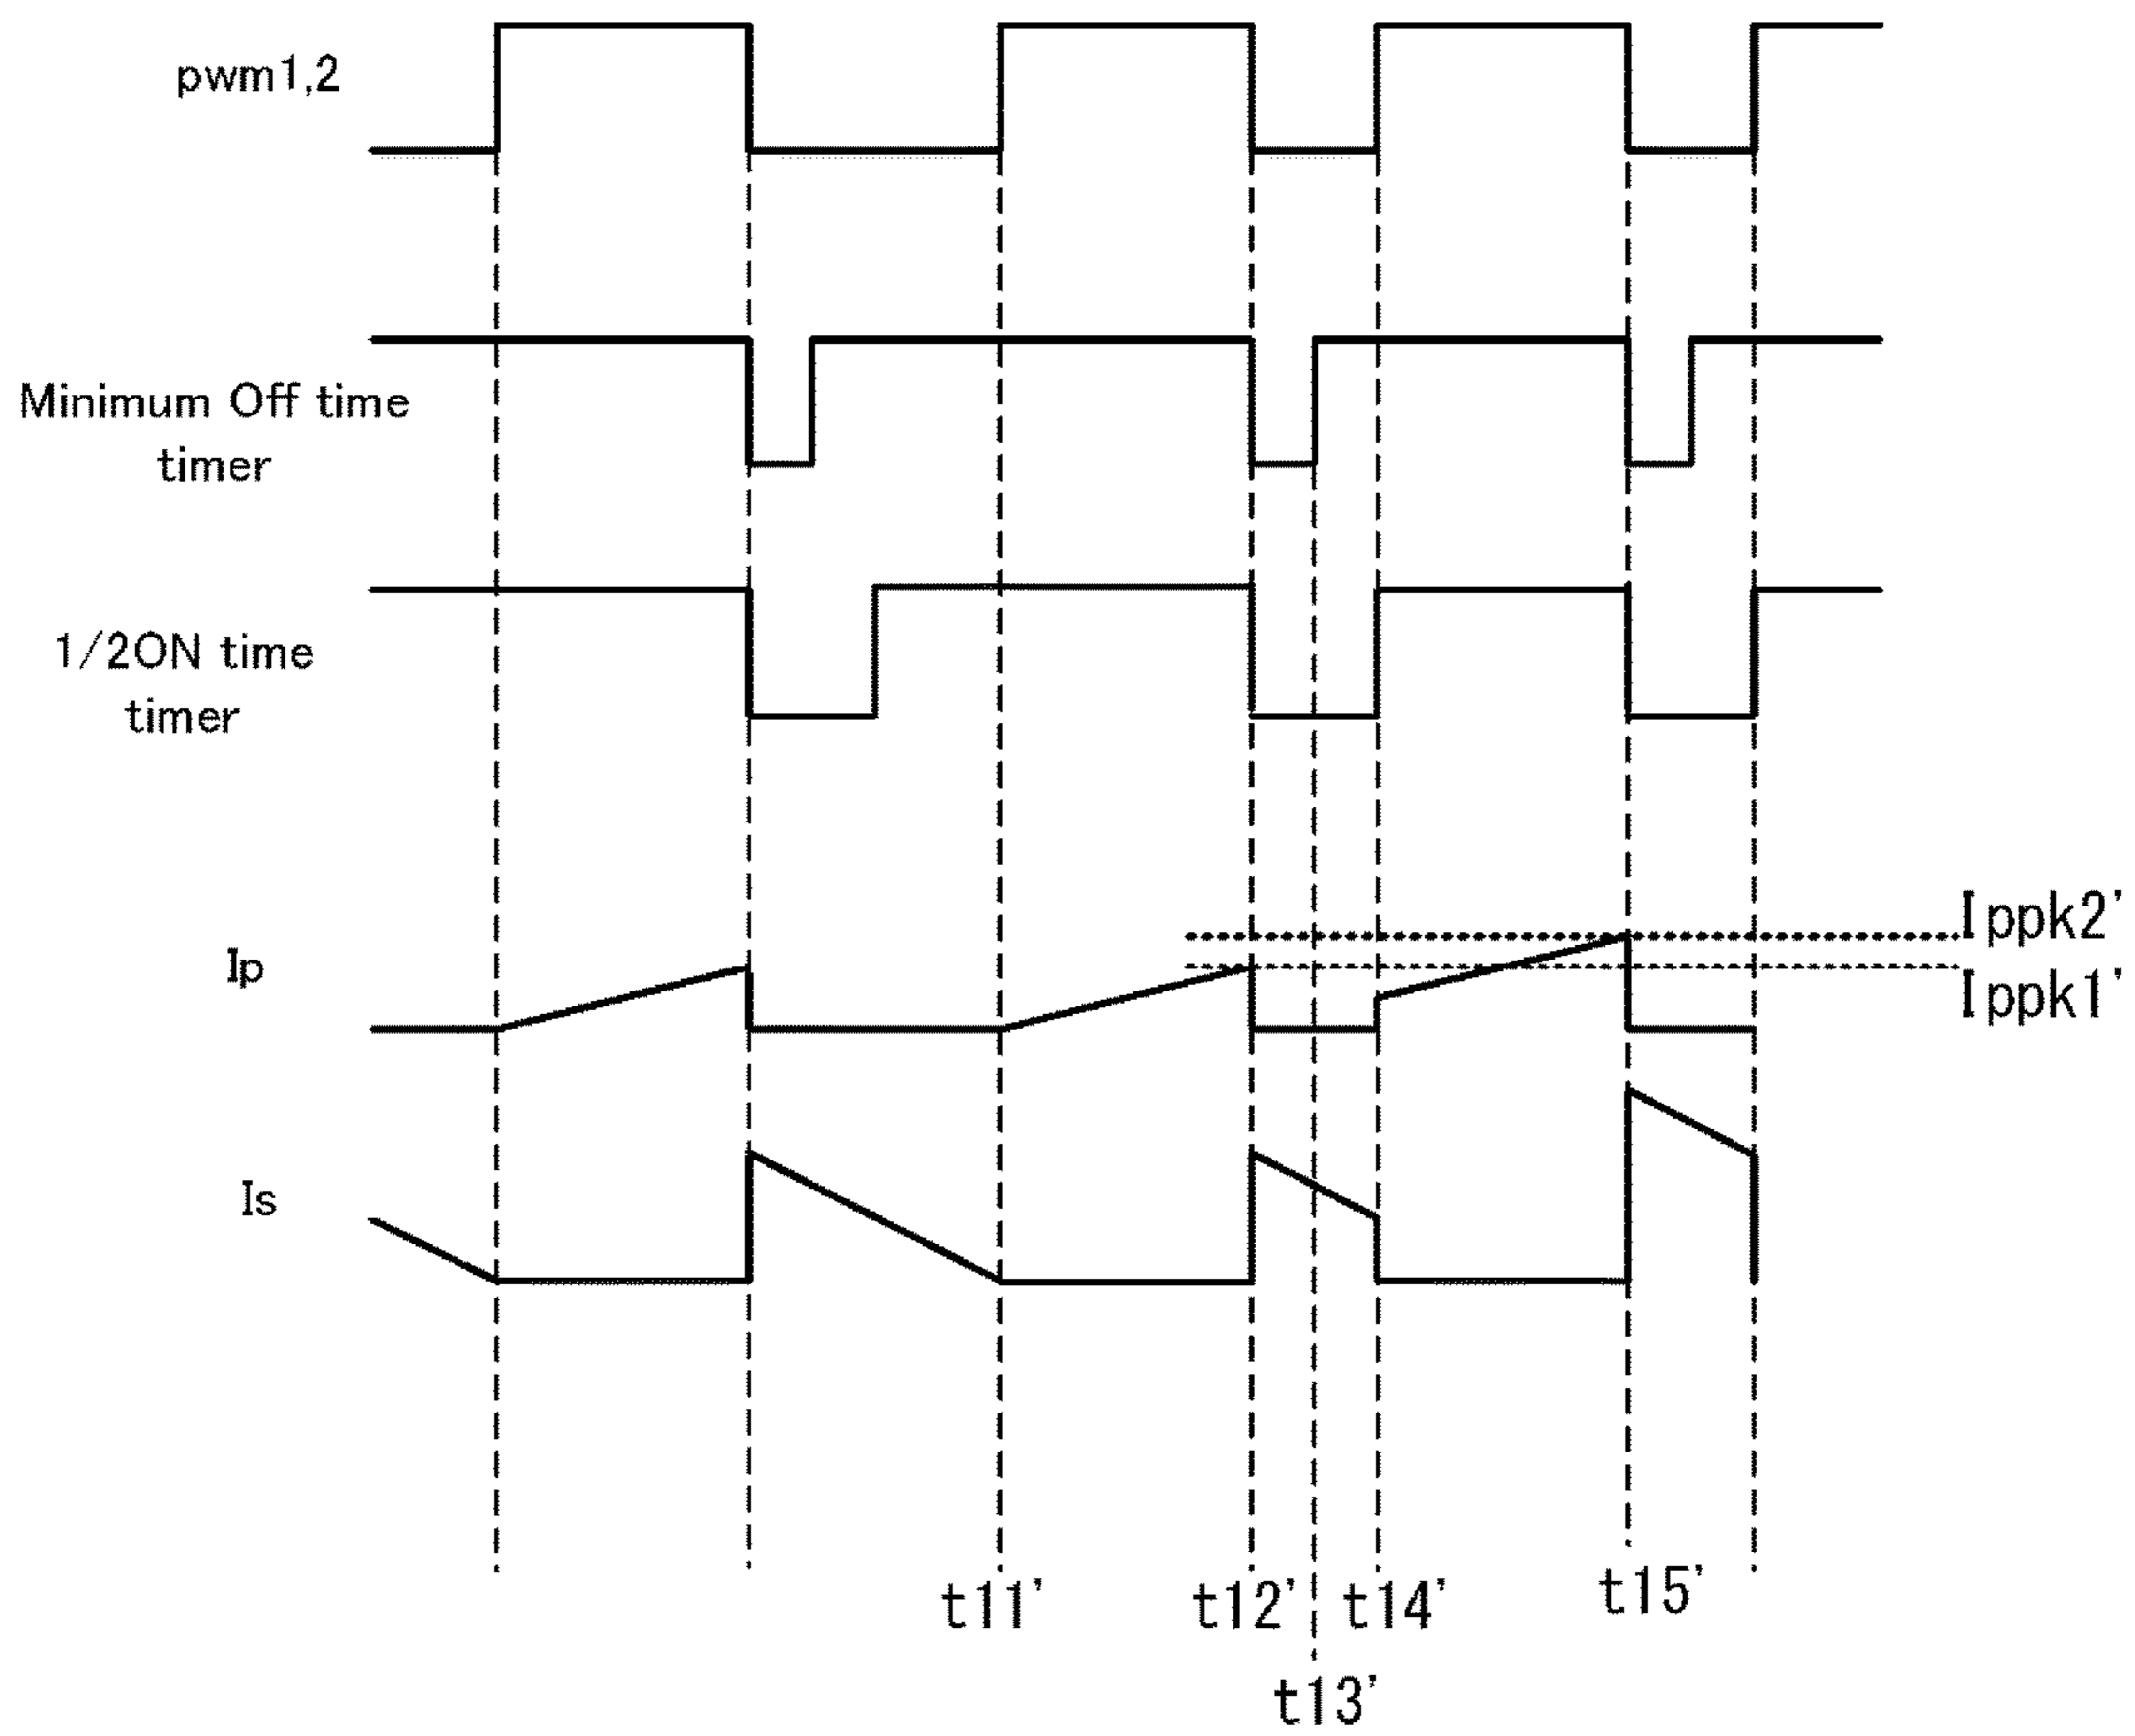 pwm1,2
Minimum Off time
timer
1/2ON time
timer
Ippk2'
Ip
Ippk1'
Is
t11'
t12'
t14'
t15'
t13'